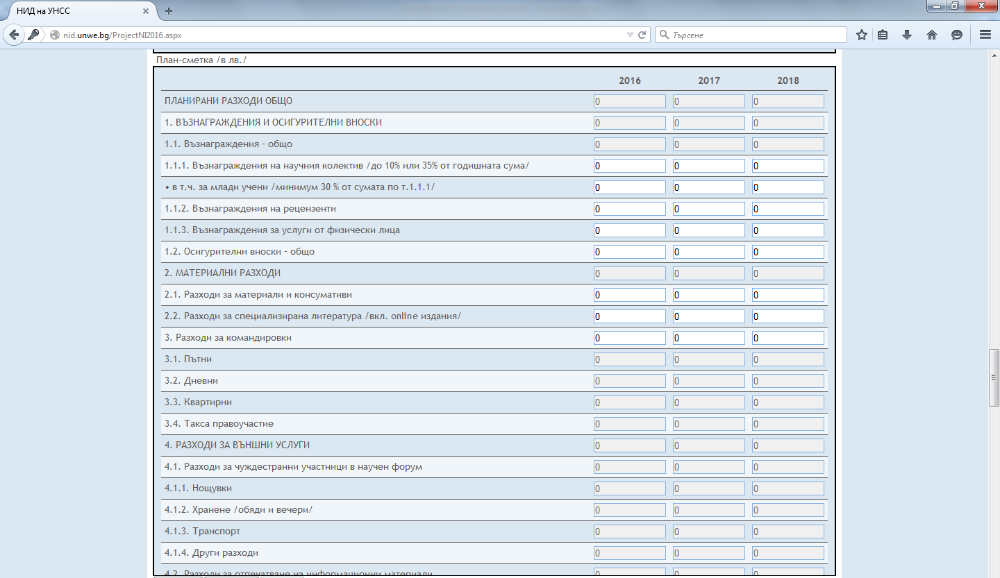 НИД на УНСС
nid.unwe.bg/ProjectNI2016.aspx
Търсене
План-сметка /в лв./
2016 2017 2018
ПЛАНИРАНИ РАЗХОДИ ОБЩО 0 0 0
1. ВЪЗНАГРАЖДЕНИЯ И ОСИГУРИТЕЛНИ ВНОСКИ 0 0 0
1.1. Възнаграждения - общо 0 0 0
1.1.1. Възнаграждения на научния колектив /до 10% или 35% от годишната сума/ 0 0 0
• в т.ч. за млади учени /минимум 30 % от сумата по т.1.1.1/ 0 0 0
1.1.2. Възнаграждения на рецензенти 0 0 0
1.1.3. Възнаграждения за услуги от физически лица 0 0 0
1.2. Осигурителни вноски - общо 0 0 0
2. МАТЕРИАЛНИ РАЗХОДИ 0 0 0
2.1. Разходи за материали и консумативи 0 0 0
2.2. Разходи за специализирана литература /вкл. online издания/ 0 0 0
3. Разходи за командировки 0 0 0
3.1. Пътни 0 0 0
3.2. Дневни 0 0 0
3.3. Квартирни 0 0 0
3.4. Такса правоучастие 0 0 0
4. РАЗХОДИ ЗА ВЪНШНИ УСЛУГИ 0 0 0
4.1. Разходи за чуждестранни участници в научен форум 0 0 0
4.1.1. Нощувки 0 0 0
4.1.2. Хранене /обяди и вечери/ 0 0 0
4.1.3. Транспорт 0 0 0
4.1.4. Други разходи 0 0 0
4.2. Разходи за отпечатване на информационни материали 0 0 0